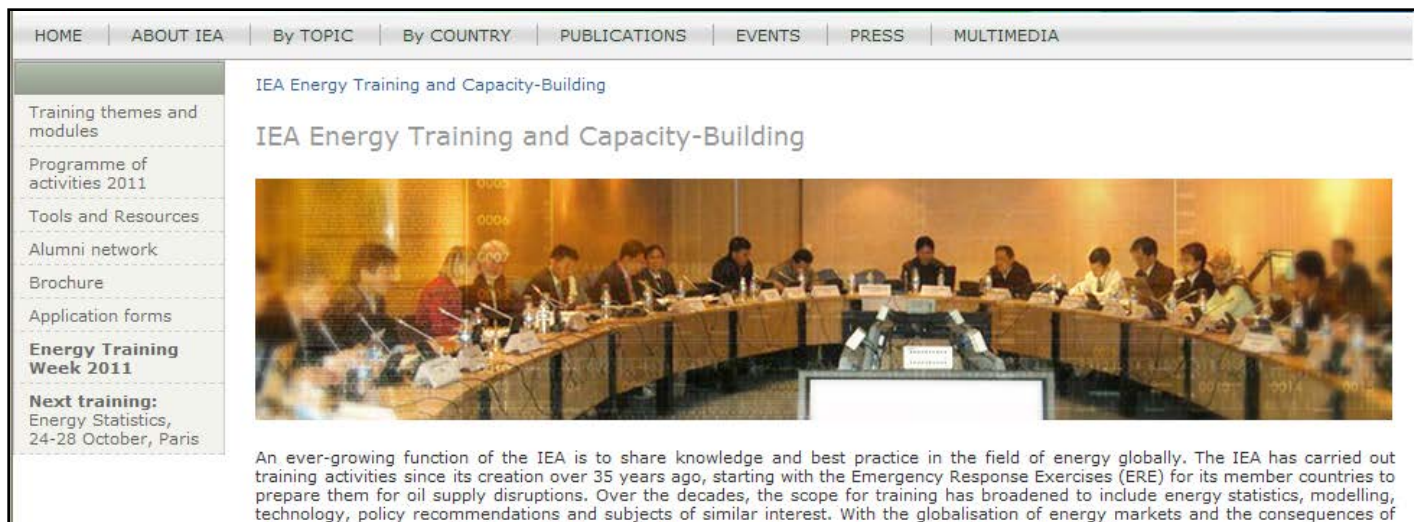 HOME ABOUT IEA By TOPIC By COUNTRY PUBLICATIONS EVENTS PRESS MULTIMEDIA
Training themes and
modules
Programme of
activities 2011
Tools and Resources
Alumni network
Brochure
Application forms
Energy Training
Week 2011
Next training:
Energy Statistics,
24-28 October, Paris
IEA Energy Training and Capacity-Building
IEA Energy Training and Capacity-Building
0005
0006
0007
0013 0014
An ever-growing function of the IEA is to share knowledge and best practice in the field of energy globally. The IEA has carried out
training activities since its creation over 35 years ago, starting with the Emergency Response Exercises (ERE) for its member countries to
prepare them for oil supply disruptions. Over the decades, the scope for training has broadened to include energy statistics, modelling,
technology, policy recommendations and subjects of similar interest. With the globalisation of energy markets and the consequences of